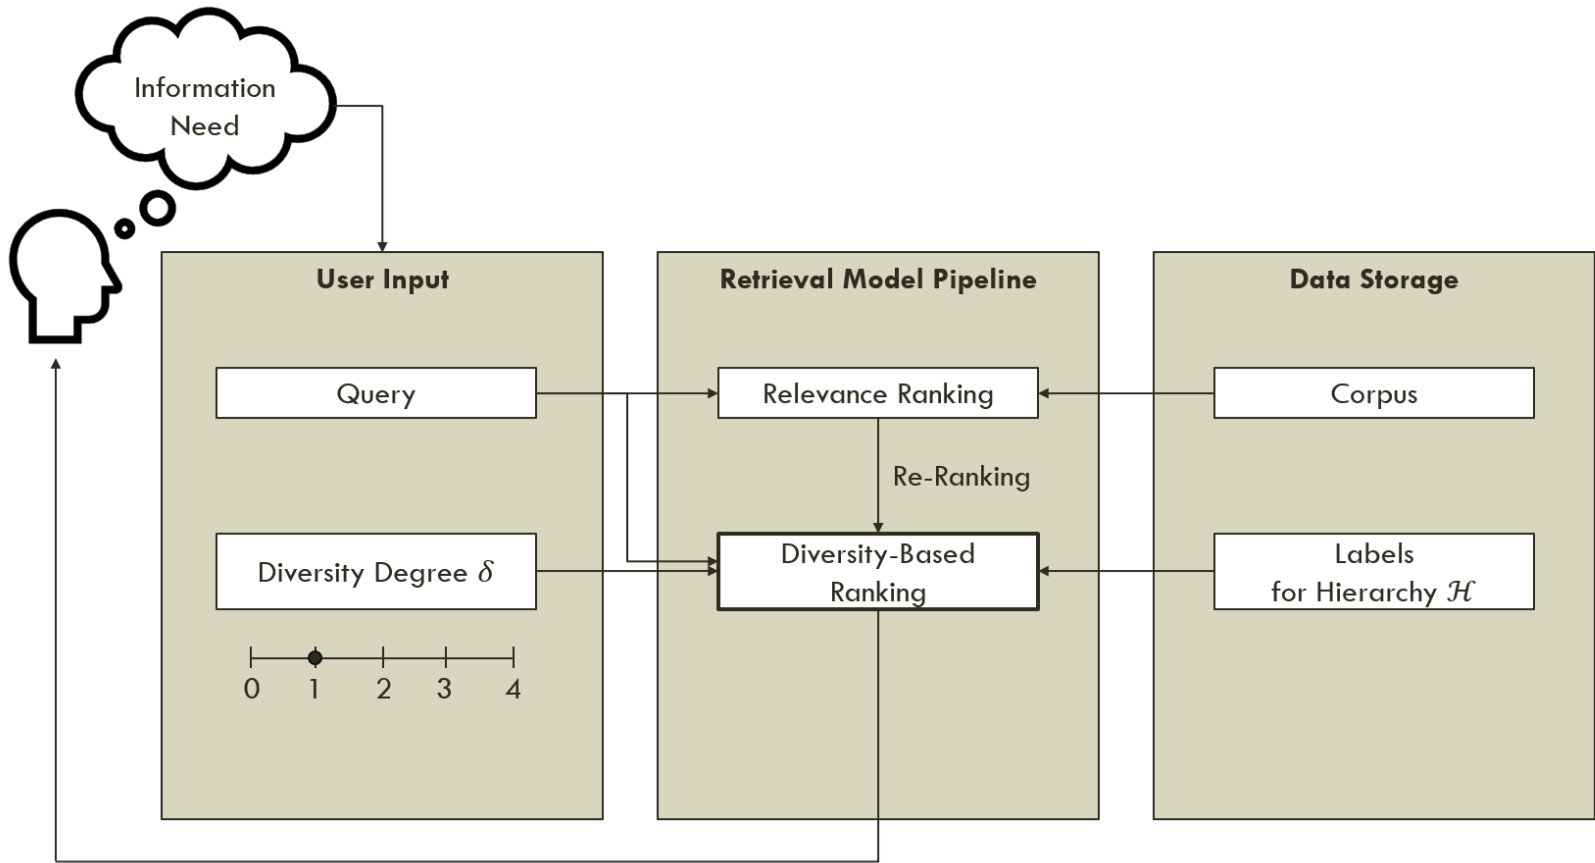 Information
Need
User Input
Retrieval Model Pipeline
Data Storage
Query
Relevance Ranking
Corpus
Re-Ranking
Diversity Degree δ
Diversity-Based
Ranking
Labels
for Hierarchy ℋ
0 1 2 3 4